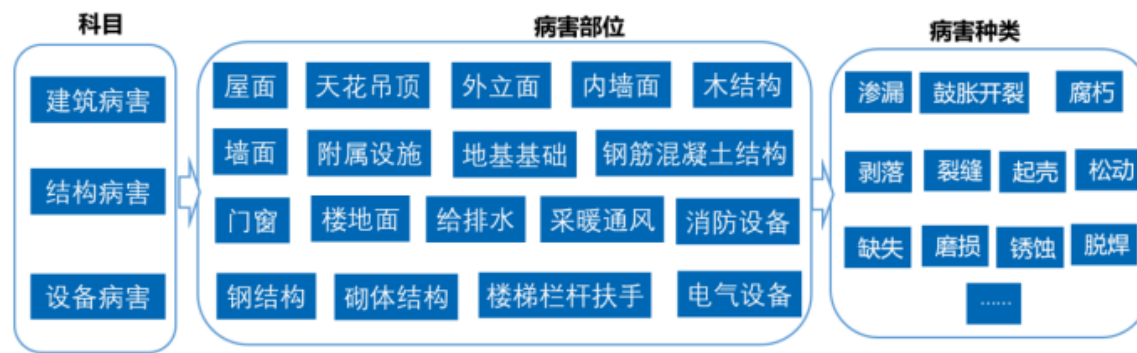 科目
病害部位
病害种类
建筑病害
结构病害
设备病害
屋面 天花吊顶 外立面 内墙面 木结构
墙面 附属设施 地基基础 钢筋混凝土结构
门窗 楼地面 给排水 采暖通风 消防设备
钢结构 砌体结构 楼梯栏杆扶手 电气设备
渗漏 鼓胀开裂 腐朽
剥落 裂缝 起壳 松动
缺失 磨损 锈蚀 脱焊
……